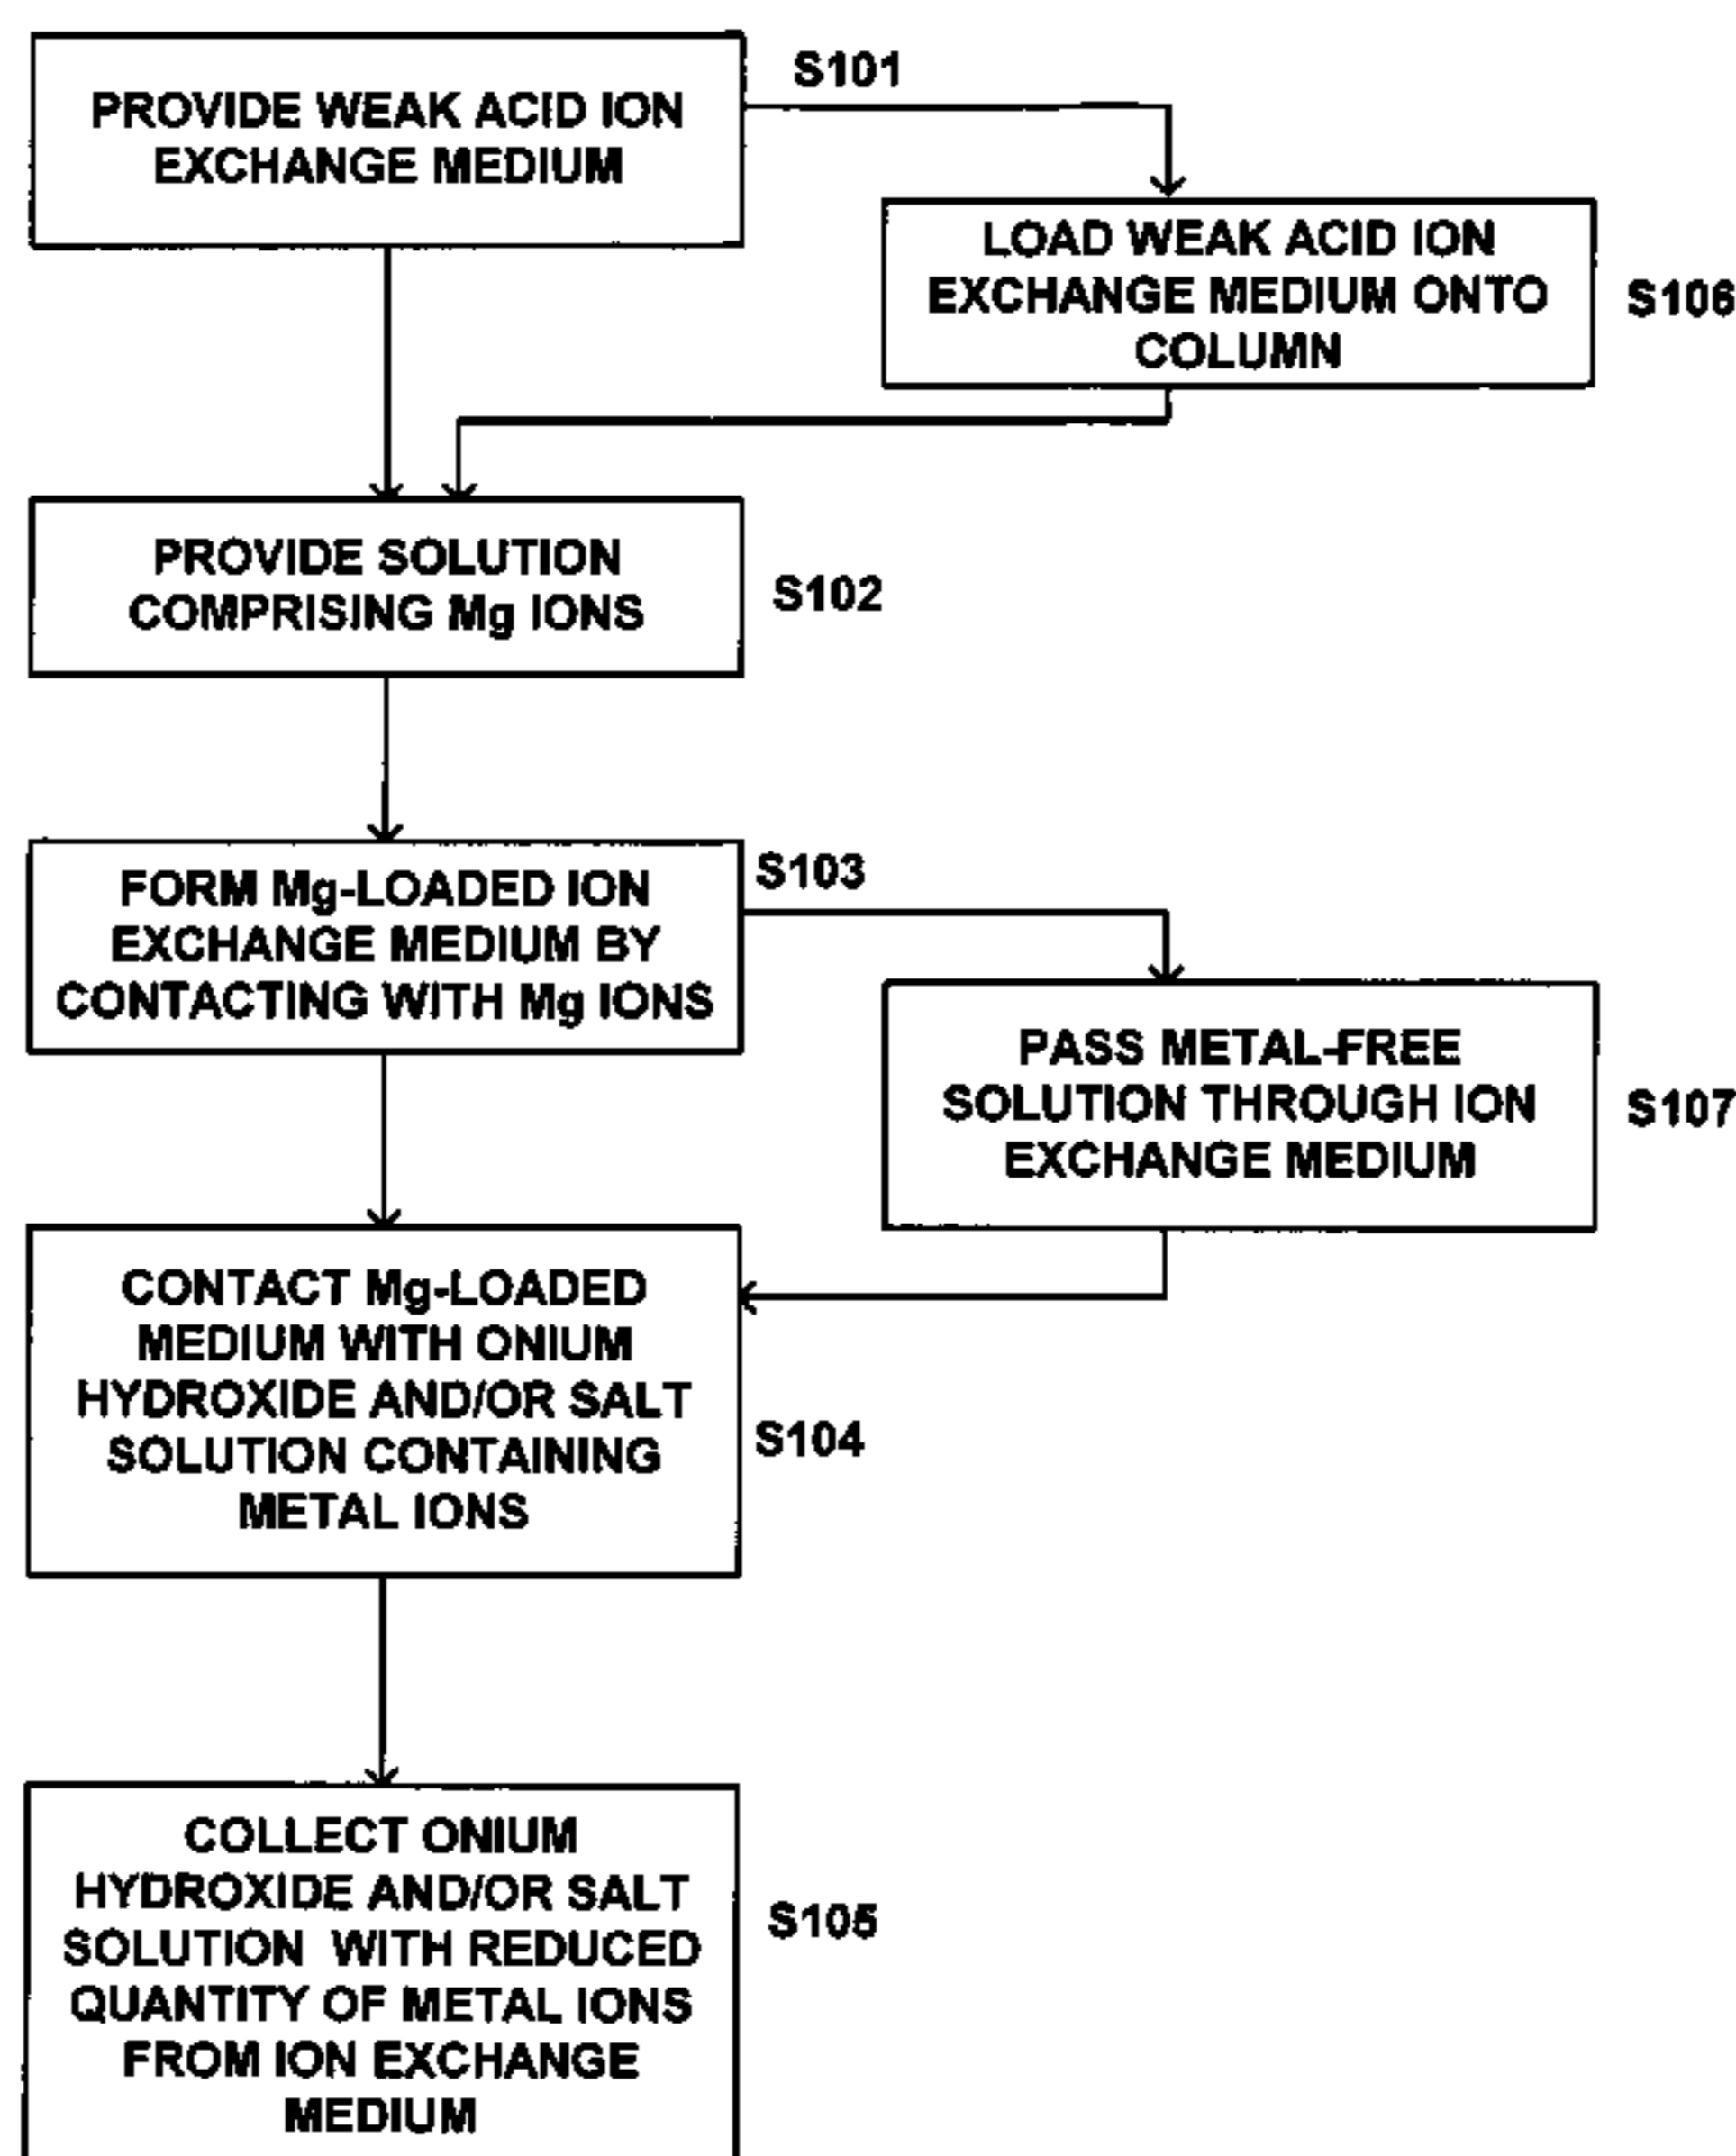 PROVIDE WEAK ACID ION
EXCHANGE MEDIUM
S101
LOAD WEAK ACID ION
EXCHANGE MEDIUM ONTO
COLUMN
S106
PROVIDE SOLUTION
COMPRISING Mg IONS
S102
FORM Mg-LOADED ION
EXCHANGE MEDIUM BY
CONTACTING WITH Mg IONS
S103
PASS METAL-FREE
SOLUTION THROUGH ION
EXCHANGE MEDIUM
S107
CONTACT Mg-LOADED
MEDIUM WITH ONIUM
HYDROXIDE AND/OR SALT
SOLUTION CONTAINING
METAL IONS
S104
COLLECT ONIUM
HYDROXIDE AND/OR SALT
SOLUTION WITH REDUCED
QUANTITY OF METAL IONS
FROM ION EXCHANGE
MEDIUM
S105